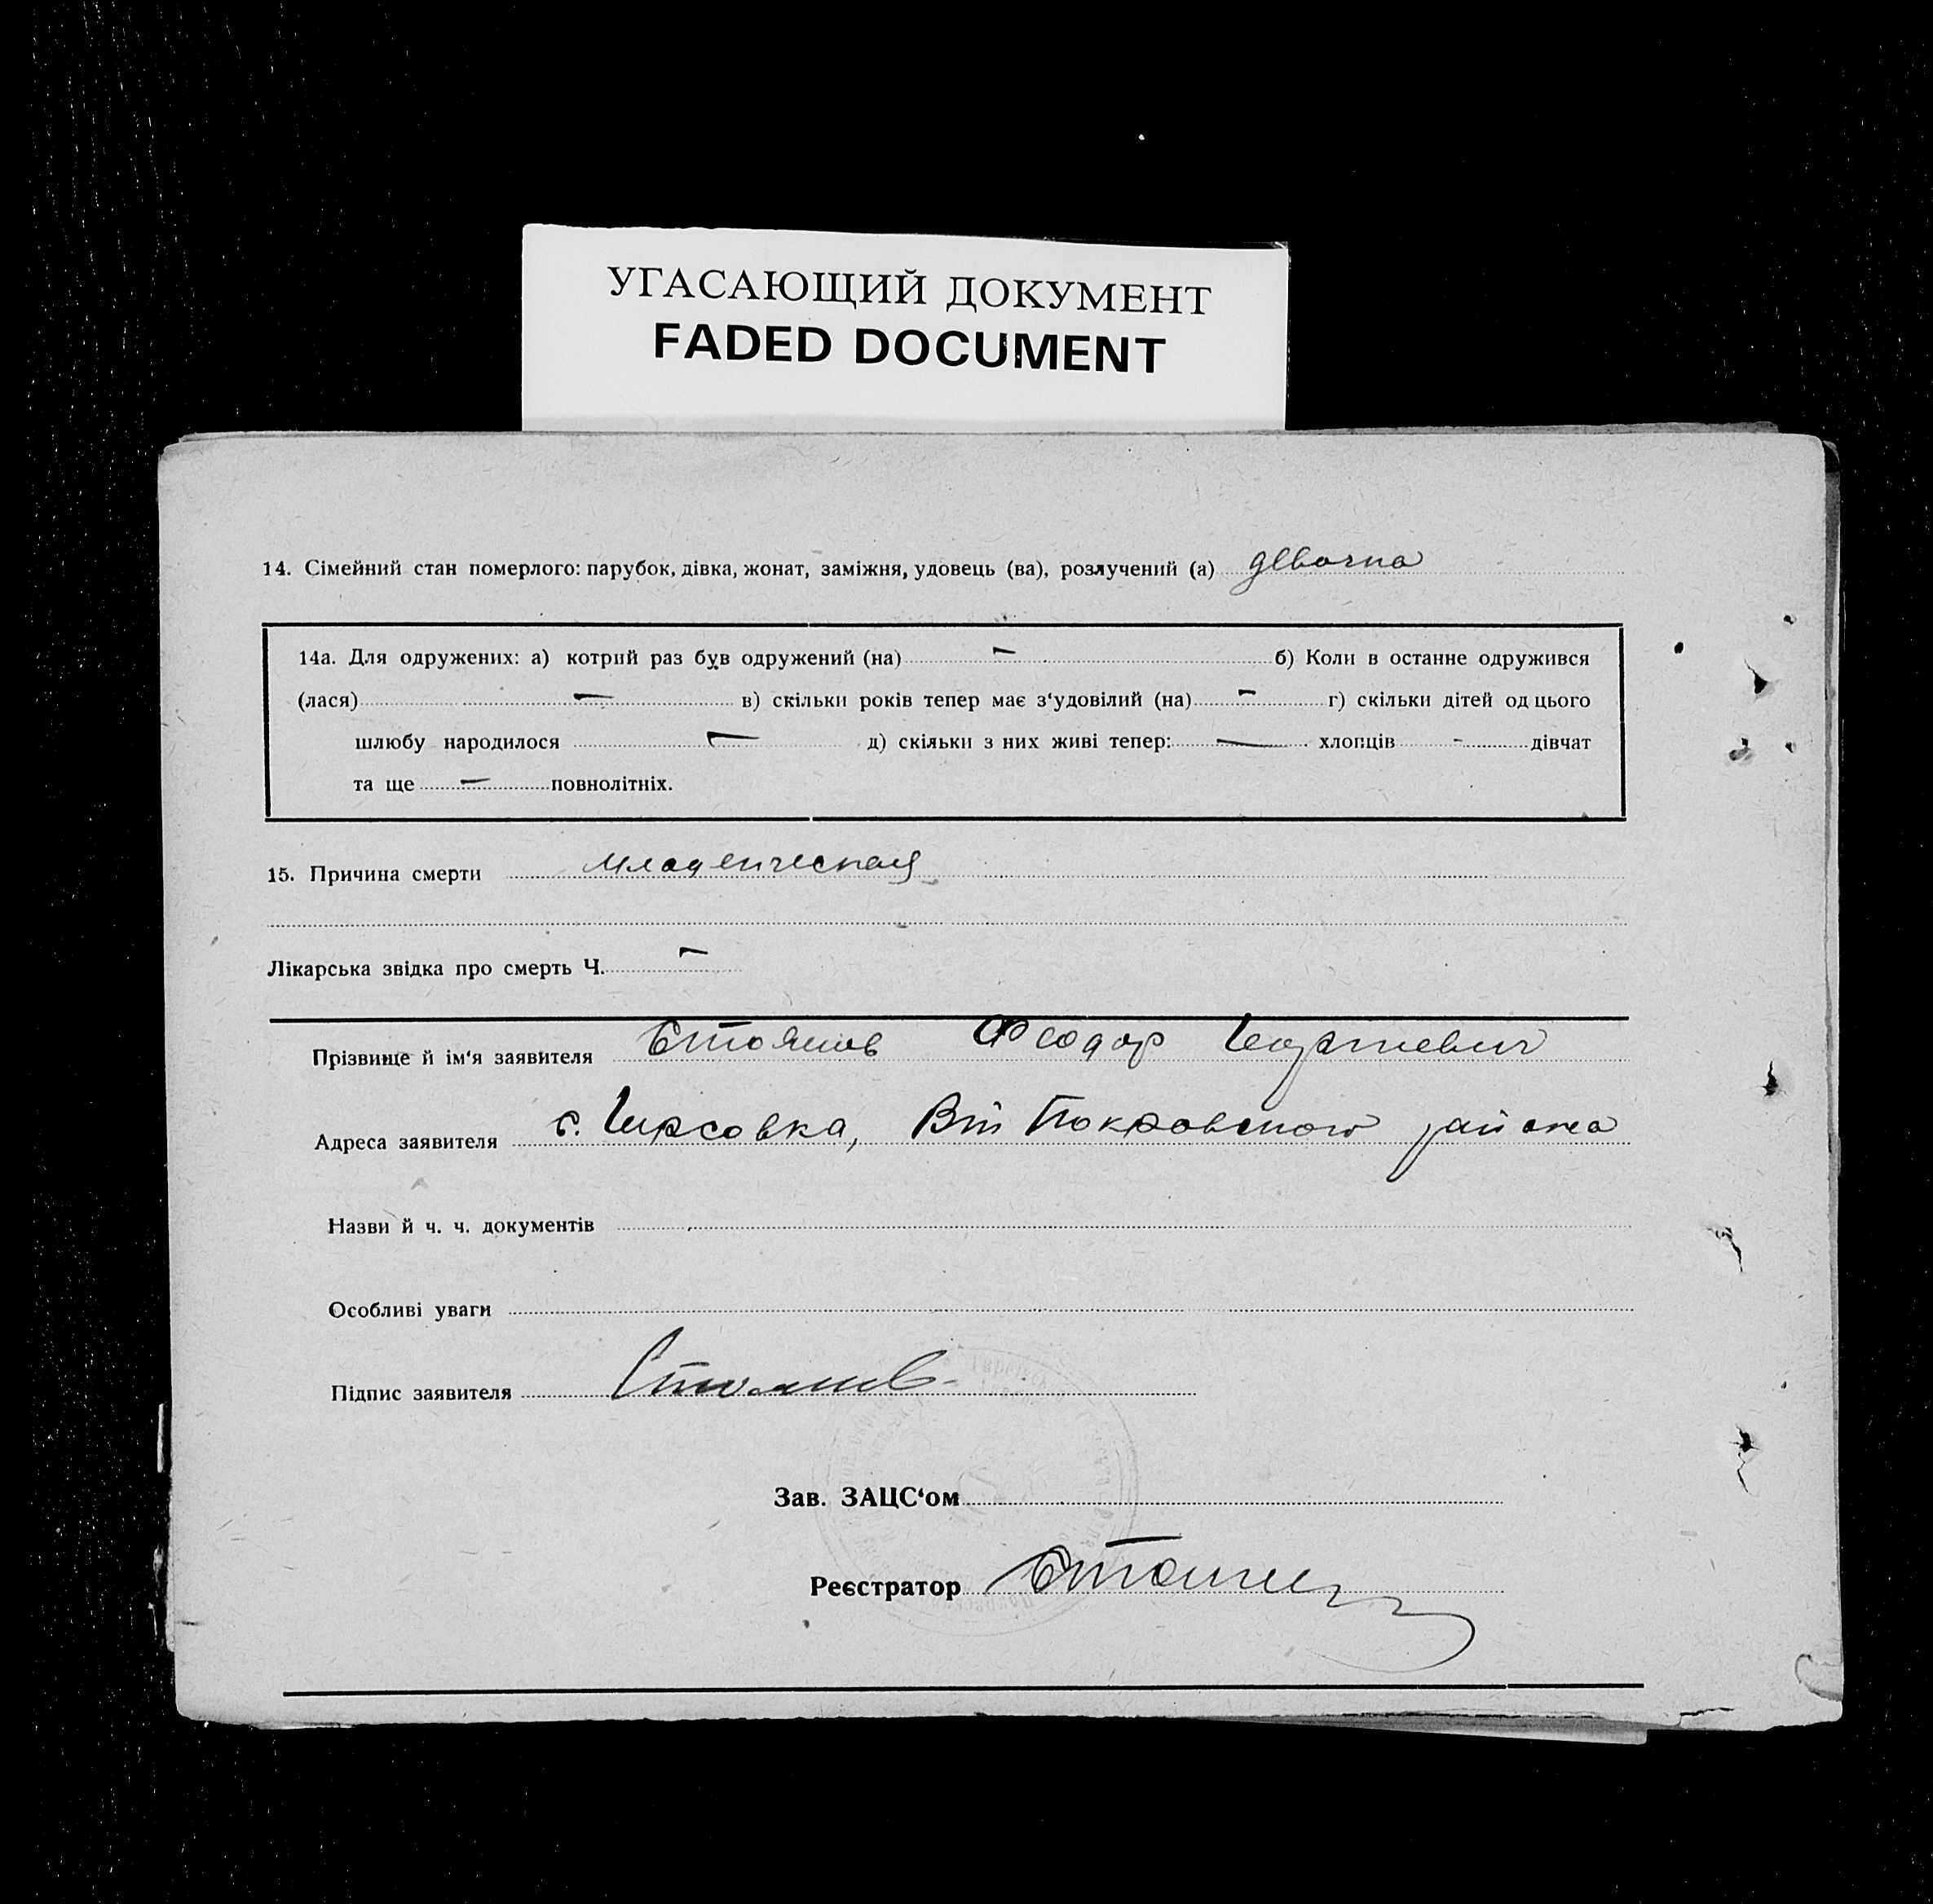 УГАСАЮЩИЙ ДОКУМЕНТ
FADED DOCUMENT
14. Сімейний стан померлого: парубок, дівка, жонат, заміжня, удовець (ва), розлучений (а) девочка
14а. Для одружених: а) котрий раз був одружений (на) — б) Коли в останне одружився
(лася) — в) скільки років тепер має з‘удовілий (на) - г) скільки дітей од цього
шлюбу народилося — д) скільки з них живі тепер: — хлопців - дівчат
та ще — повнолітніх.
15. Причина смерти младенческая
Лікарська звідка про смерть Ч. —
Прізвище й ім‘я заявителя Стоянов Феодор
Адреса заявителя с. Покровского района
Назви й ч. ч. документів
Особливі уваги
Підпис заявителя Стоянов
Зав. ЗАЦС‘ом
Реєстратор